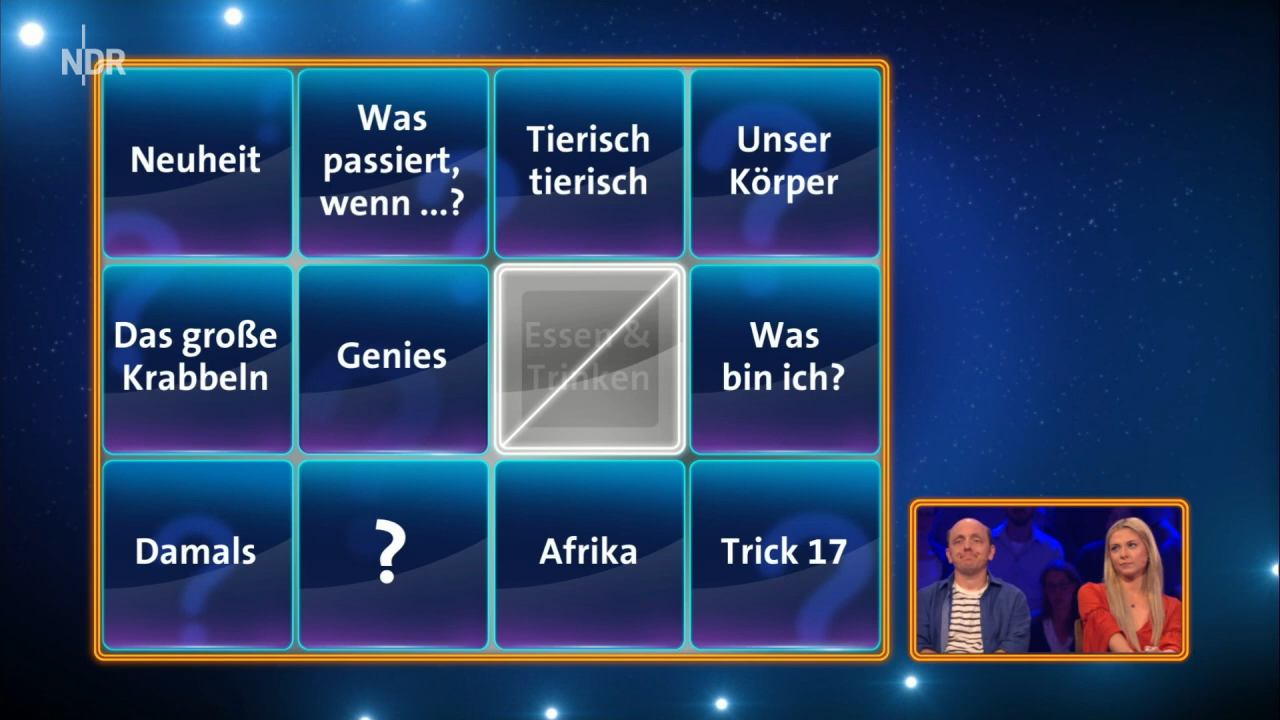 NDR
Neuheit
Was
passiert,
wenn ...?
Tierisch
tierisch
Unser
Körper
Das große
Krabbeln
Genies
Essen &
Trinken
Was
bin ich?
Damals
?
Afrika
Trick 17